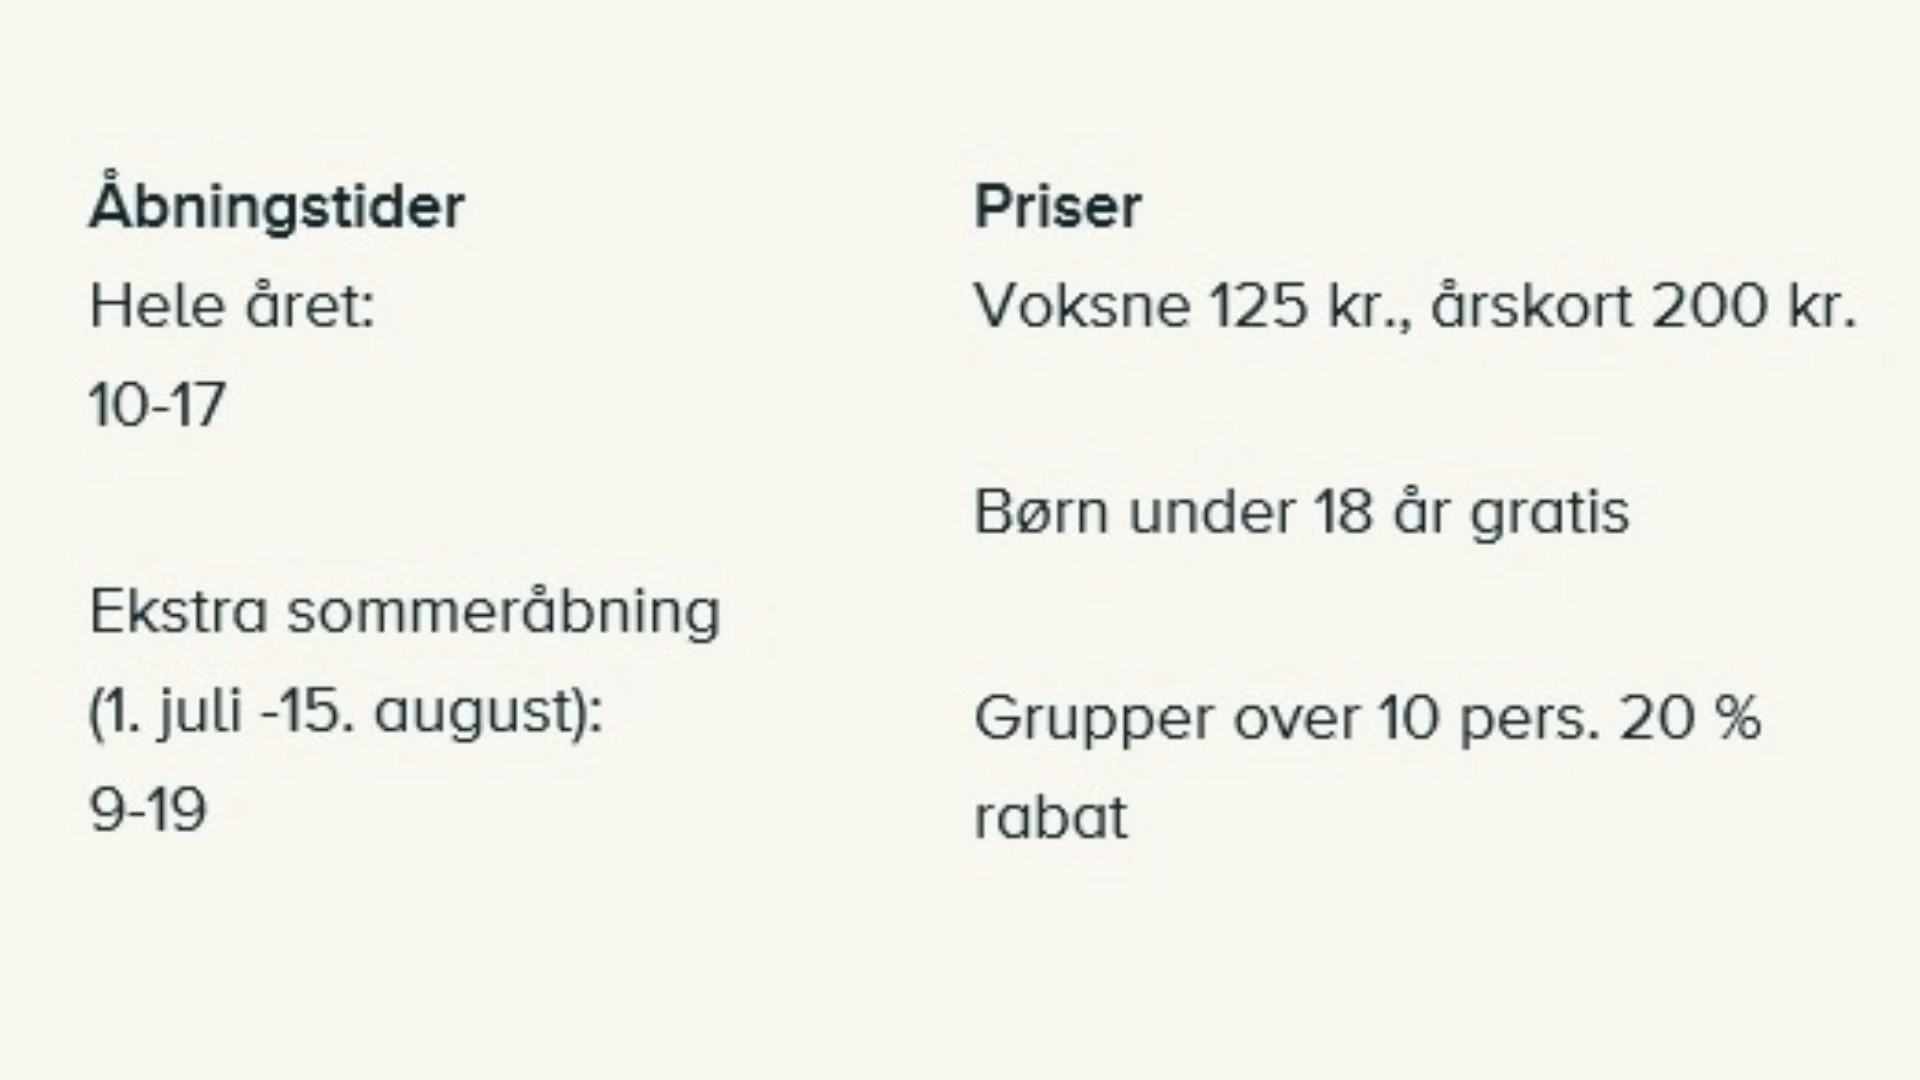 Åbningstider
Hele året:
10-17
Ekstra sommeråbning
(1. juli -15. august):
9-19
Priser
Voksne 125 kr., årskort 200 kr.
Børn under 18 år gratis
Grupper over 10 pers. 20 %
rabat